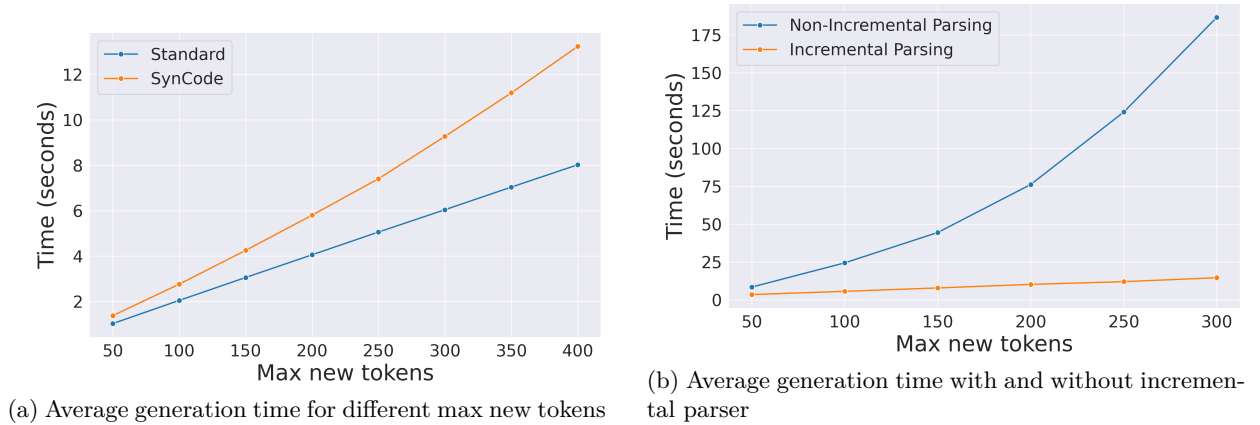 Standard
SynCode
12
10
8
6
4
2
Time (seconds)
50 100 150 200 250 300 350 400
Max new tokens
(a) Average generation time for different max new tokens
Non-Incremental Parsing
Incremental Parsing
175
150
125
100
75
50
25
0
Time (seconds)
50 100 150 200 250 300
Max new tokens
(b) Average generation time with and without incremen-
tal parser